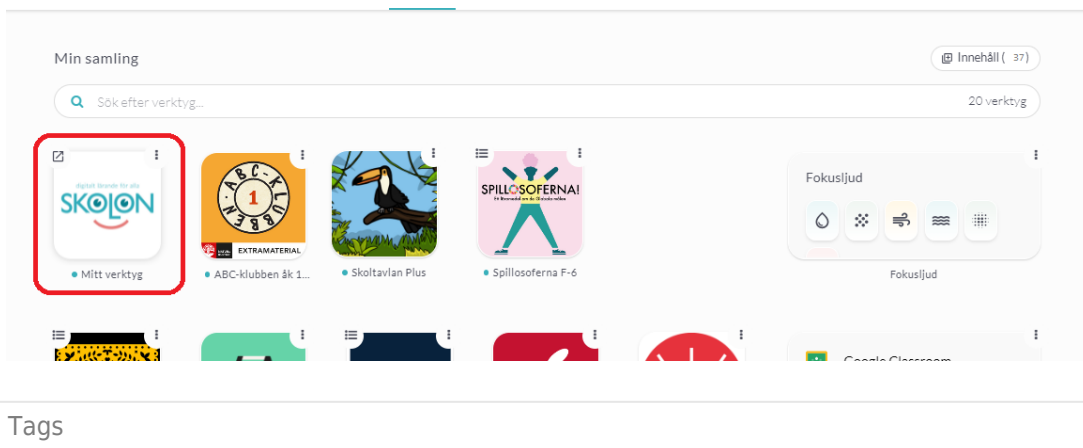 Min samling
Innehåll ( 37)
Sök efter verktyg...
20 verktyg
digitalt lärande för alla
SKOLON
Mitt verktyg
ABC-KLUBBEN
1
EXTRAMATERIAL
ABC-klubben åk 1...
Skoltavlan Plus
SPILLOSOFERNA!
Spillosoferna F-6
Fokusljud
Fokusljud
Google Classroom
Tags